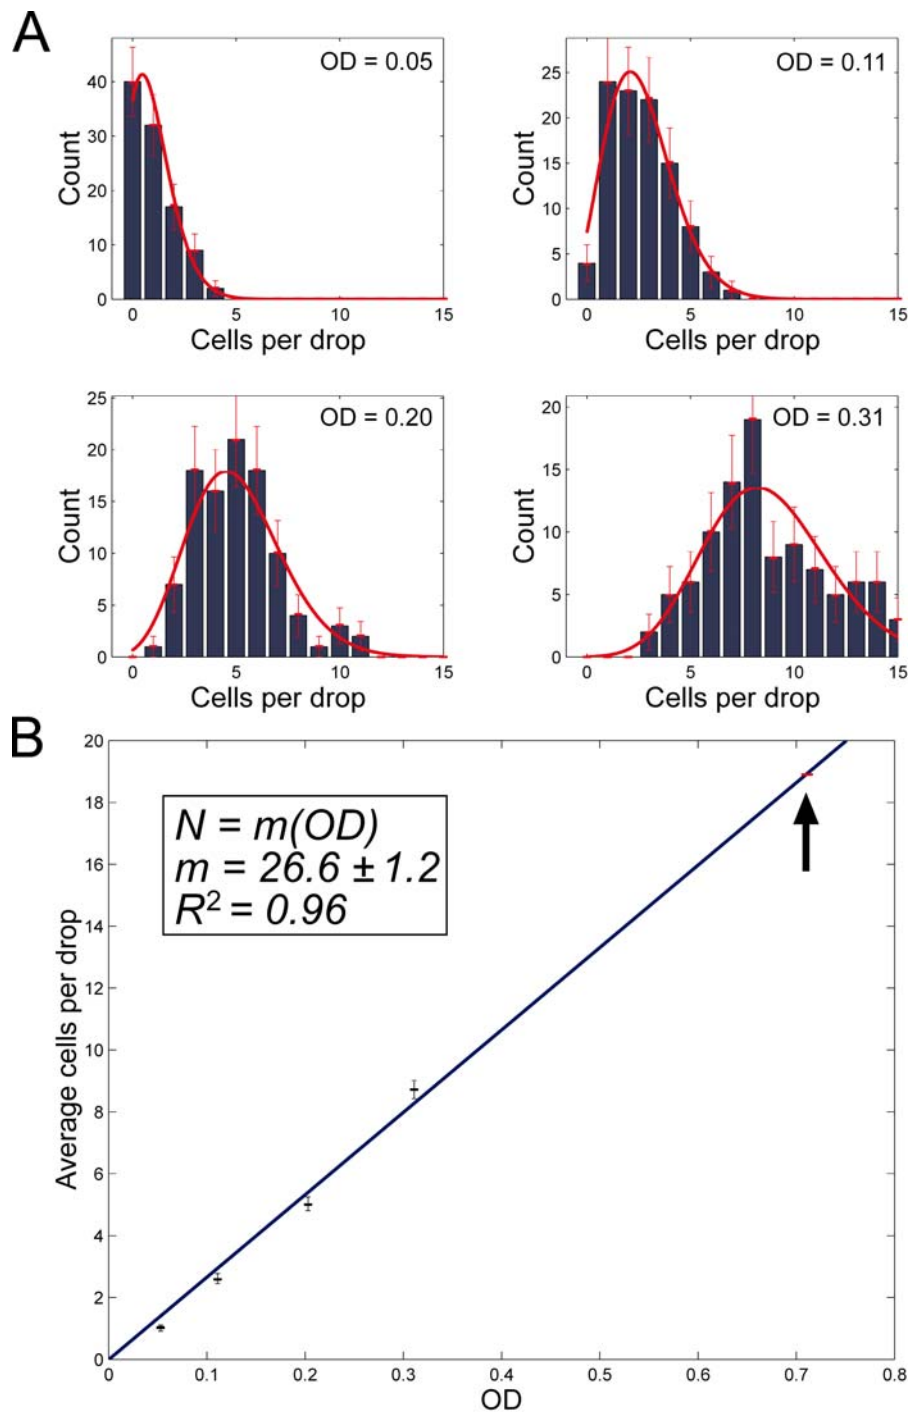 A
OD = 0.05
Count
40
30
20
10
0
0 5 10 15
Cells per drop
OD = 0.11
Count
25
20
15
10
5
0
0 5 10 15
Cells per drop
OD = 0.20
Count
25
20
15
10
5
0
0 5 10 15
Cells per drop
OD = 0.31
Count
20
15
10
5
0
0 5 10 15
Cells per drop
B
N = m(OD)
m = 26.6 ± 1.2
R² = 0.96
Average cells per drop
20
18
16
14
12
10
8
6
4
2
0
0 0.1 0.2 0.3 0.4 0.5 0.6 0.7 0.8
OD